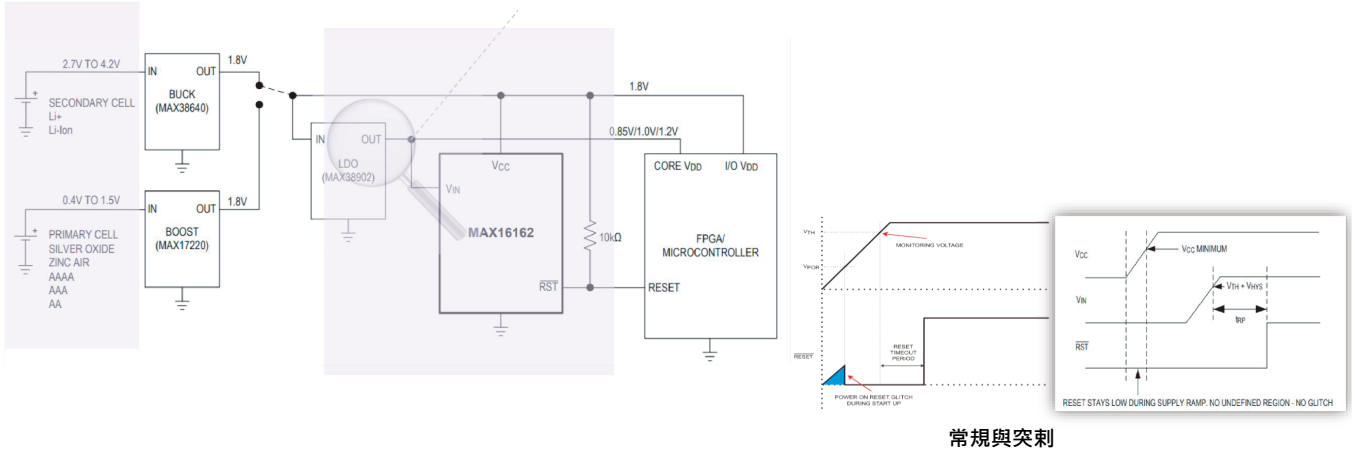 2.7V TO 4.2V
IN
OUT
1.8V
BUCK
(MAX38640)
SECONDARY CELL
Li+
Li-Ion
0.4V TO 1.5V
IN
OUT
1.8V
BOOST
(MAX17220)
PRIMARY CELL
SILVER OXIDE
ZINC AIR
AAAA
AAA
AA
1.8V
IN
OUT
LDO
(MAX38902)
0.85V/1.0V/1.2V
VCC
VIN
MAX16162
RST
10kΩ
CORE VDD
I/O VDD
FPGA/
MICROCONTROLLER
RESET
VTH
MONITORING VOLTAGE
VPOR
RESET
TIMEOUT
PERIOD
RESET
POWER ON RESET GLITCH
DURING START UP
VCC
VCC MINIMUM
VIN
VTH + VHYS
tRP
RST
RESET STAYS LOW DURING SUPPLY RAMP. NO UNDEFINED REGION - NO GLITCH
常規與突刺